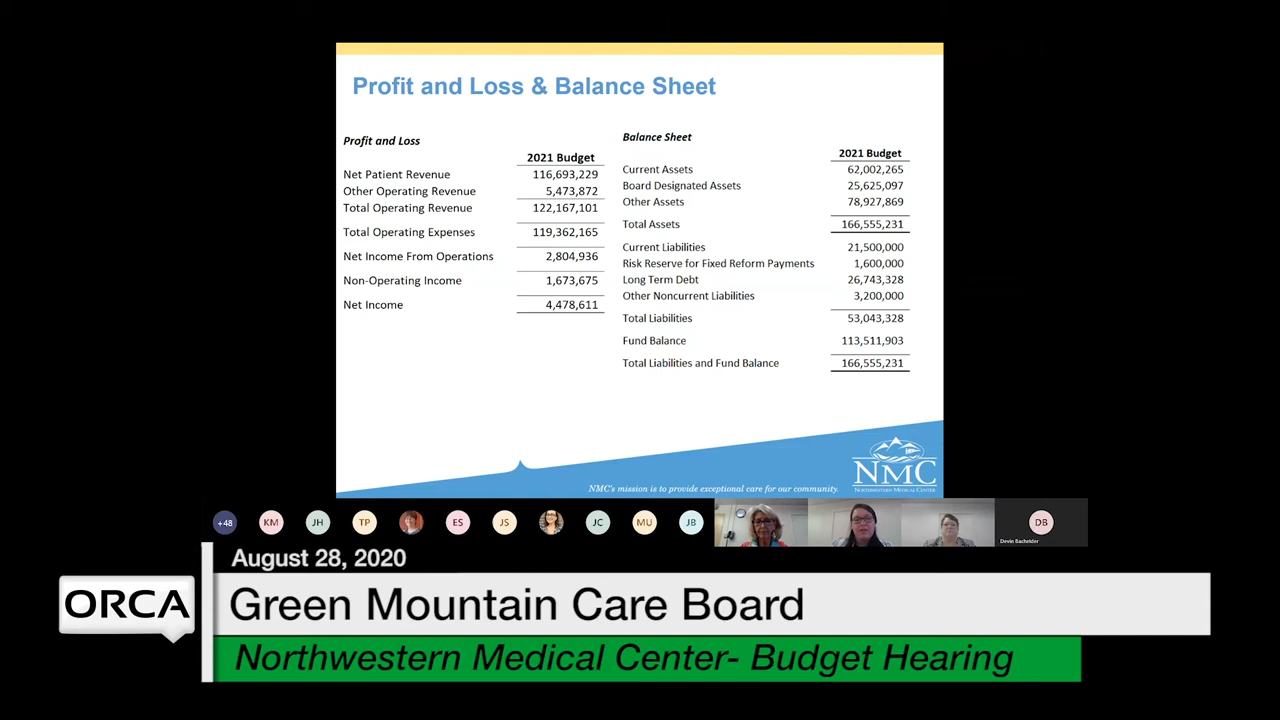 Profit and Loss & Balance Sheet
Profit and Loss
2021 Budget
Net Patient Revenue 116,693,229
Other Operating Revenue 5,473,872
Total Operating Revenue 122,167,101
Total Operating Expenses 119,362,165
Net Income From Operations 2,804,936
Non-Operating Income 1,673,675
Net Income 4,478,611
Balance Sheet
2021 Budget
Current Assets 62,002,265
Board Designated Assets 25,625,097
Other Assets 78,927,869
Total Assets 166,555,231
Current Liabilities 21,500,000
Risk Reserve for Fixed Reform Payments 1,600,000
Long Term Debt 26,743,328
Other Noncurrent Liabilities 3,200,000
Total Liabilities 53,043,328
Fund Balance 113,511,903
Total Liabilities and Fund Balance 166,555,231
NMC
NORTHWESTERN MEDICAL CENTER
NMC's mission is to provide exceptional care for our community.
+48 KM JH TP ES JS JC MU JB DB
Devin Bachelder
August 28, 2020
ORCA
Green Mountain Care Board
Northwestern Medical Center- Budget Hearing